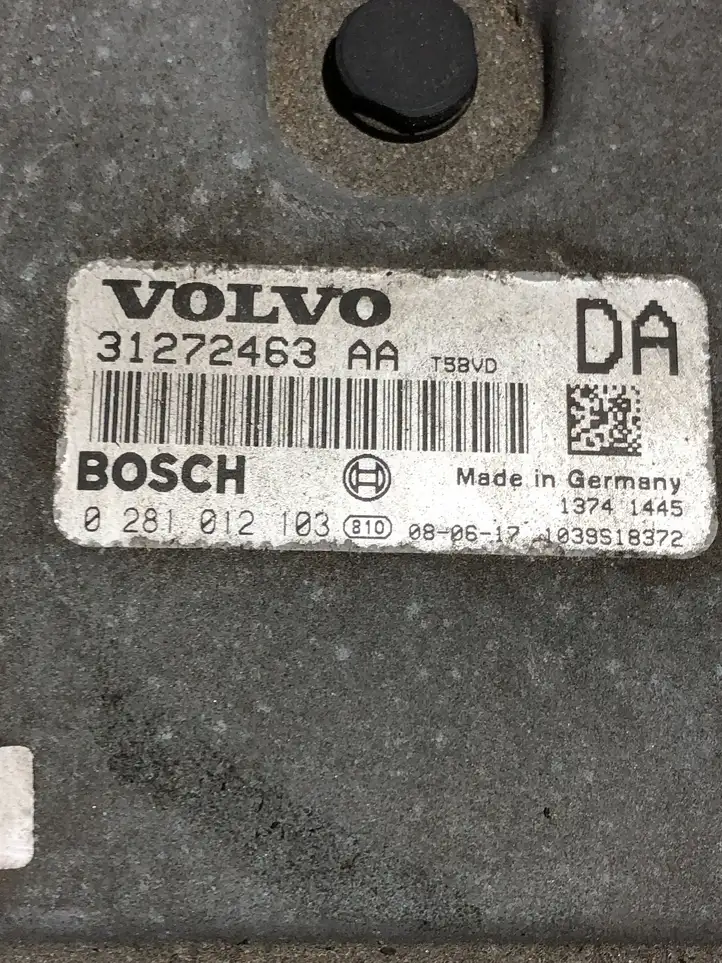 VOLVO
31272463 AA T5BVD
DA
BOSCH
Made in Germany
1374 1445
0 281 012 103 810 08-06-17 1039S18372